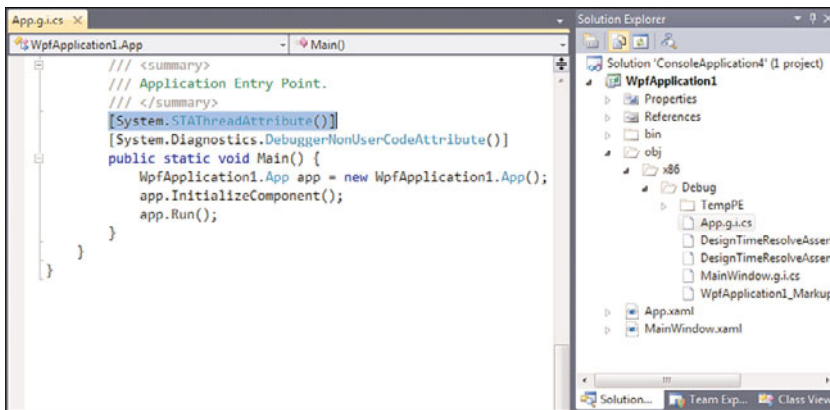 App.g.i.cs
WpfApplication1.App
Main()
/// <summary>
/// Application Entry Point.
/// </summary>
[System.STAThreadAttribute()]
[System.Diagnostics.DebuggerNonUserCodeAttribute()]
public static void Main() {
WpfApplication1.App app = new WpfApplication1.App();
app.InitializeComponent();
app.Run();
}
}
}
Solution Explorer
Solution 'ConsoleApplication4' (1 project)
WpfApplication1
Properties
References
bin
obj
x86
Debug
TempPE
App.g.i.cs
DesignTimeResolveAssem
DesignTimeResolveAssem
MainWindow.g.i.cs
WpfApplication1_Markup
App.xaml
MainWindow.xaml
Solution...
Team Exp...
Class View